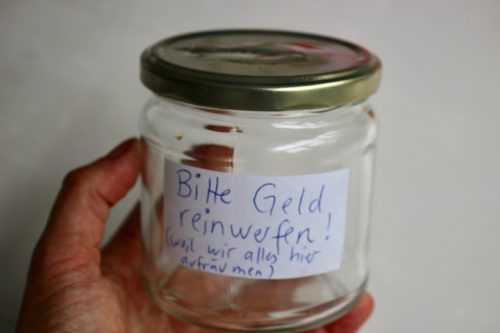 Bitte Geld
reinwerfen!
(weil wir alles hier
aufräumen)